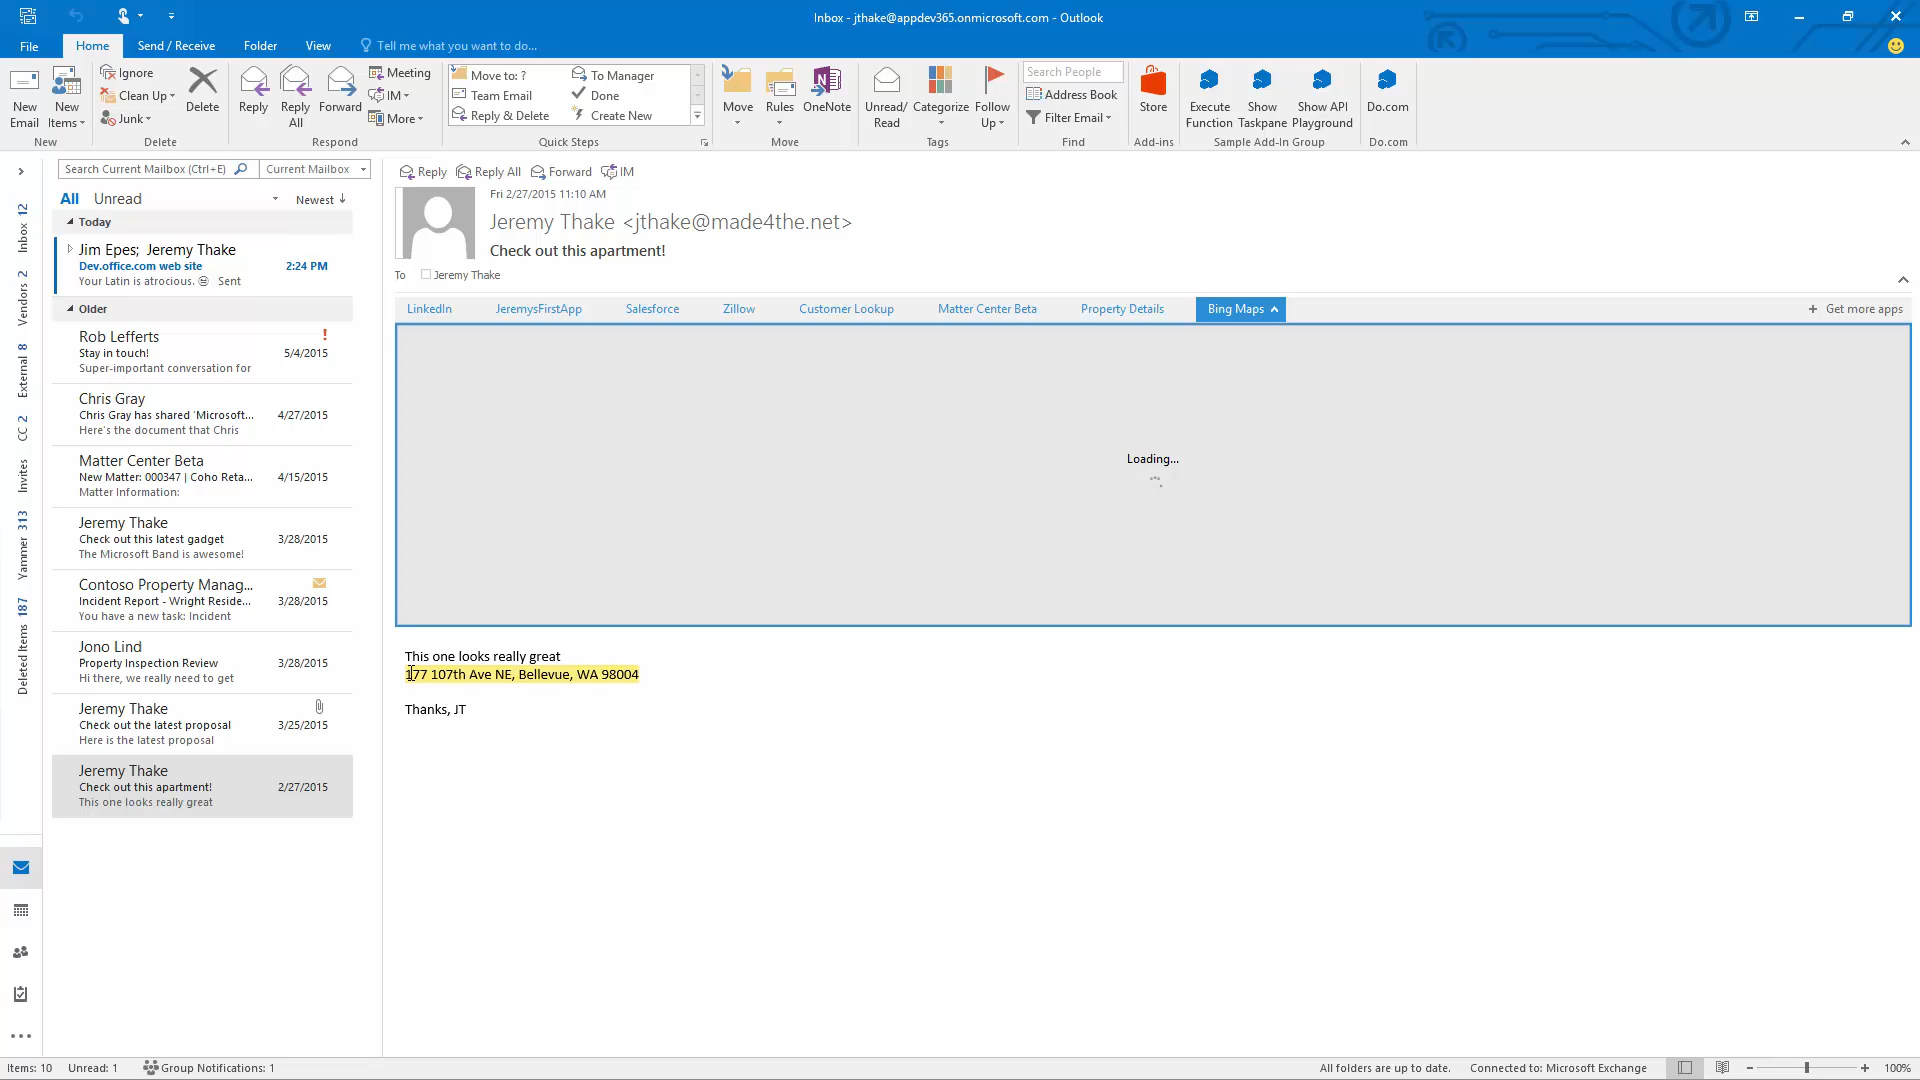 Inbox - jthake@appdev365.onmicrosoft.com - Outlook
File Home Send / Receive Folder View Tell me what you want to do...
New Email
New Items
New
Ignore
Clean Up
Junk
Delete
Delete
Reply
Reply All
Forward
Meeting
IM
More
Respond
Move to: ?
Team Email
Reply & Delete
To Manager
Done
Create New
Quick Steps
Move
Rules
OneNote
Move
Unread/ Read
Categorize
Follow Up
Tags
Search People
Address Book
Filter Email
Find
Store
Add-ins
Execute Function
Show Taskpane
Show API Playground
Sample Add-In Group
Do.com
Do.com
Inbox 12
Vendors 2
External 8
CC 2
Invites
Yammer 313
Deleted Items 187
Search Current Mailbox (Ctrl+E) Current Mailbox
All Unread Newest
Today
Jim Epes; Jeremy Thake
Dev.office.com web site 2:24 PM
Your Latin is atrocious. Sent
Older
Rob Lefferts !
Stay in touch! 5/4/2015
Super-important conversation for
Chris Gray
Chris Gray has shared 'Microsoft... 4/27/2015
Here's the document that Chris
Matter Center Beta
New Matter: 000347 | Coho Reta... 4/15/2015
Matter Information:
Jeremy Thake
Check out this latest gadget 3/28/2015
The Microsoft Band is awesome!
Contoso Property Manag...
Incident Report - Wright Reside... 3/28/2015
You have a new task: Incident
Jono Lind
Property Inspection Review 3/28/2015
Hi there, we really need to get
Jeremy Thake
Check out the latest proposal 3/25/2015
Here is the latest proposal
Jeremy Thake
Check out this apartment! 2/27/2015
This one looks really great
Reply Reply All Forward IM
Fri 2/27/2015 11:10 AM
Jeremy Thake <jthake@made4the.net>
Check out this apartment!
To Jeremy Thake
LinkedIn JeremysFirstApp Salesforce Zillow Customer Lookup Matter Center Beta Property Details Bing Maps + Get more apps
Loading...
This one looks really great
177 107th Ave NE, Bellevue, WA 98004
Thanks, JT
Items: 10 Unread: 1 Group Notifications: 1 All folders are up to date. Connected to: Microsoft Exchange 100%